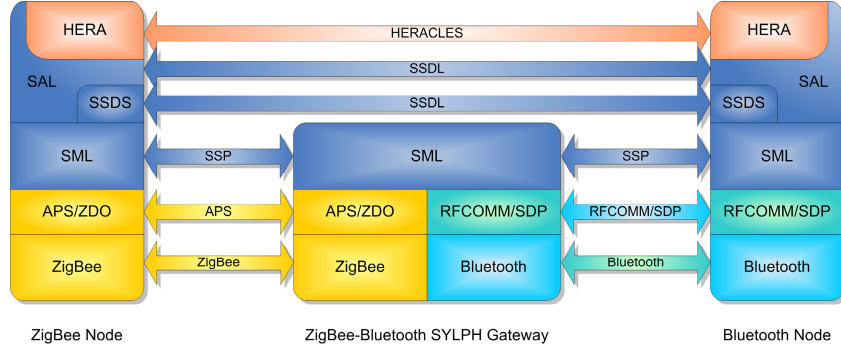 HERA HERACLES HERA
SAL SSDL SAL
SSDS SSDL SSDS
SML SSP SML SSP SML
APS/ZDO APS APS/ZDO RFCOMM/SDP RFCOMM/SDP RFCOMM/SDP
ZigBee ZigBee ZigBee Bluetooth Bluetooth Bluetooth
ZigBee Node ZigBee-Bluetooth SYLPH Gateway Bluetooth Node